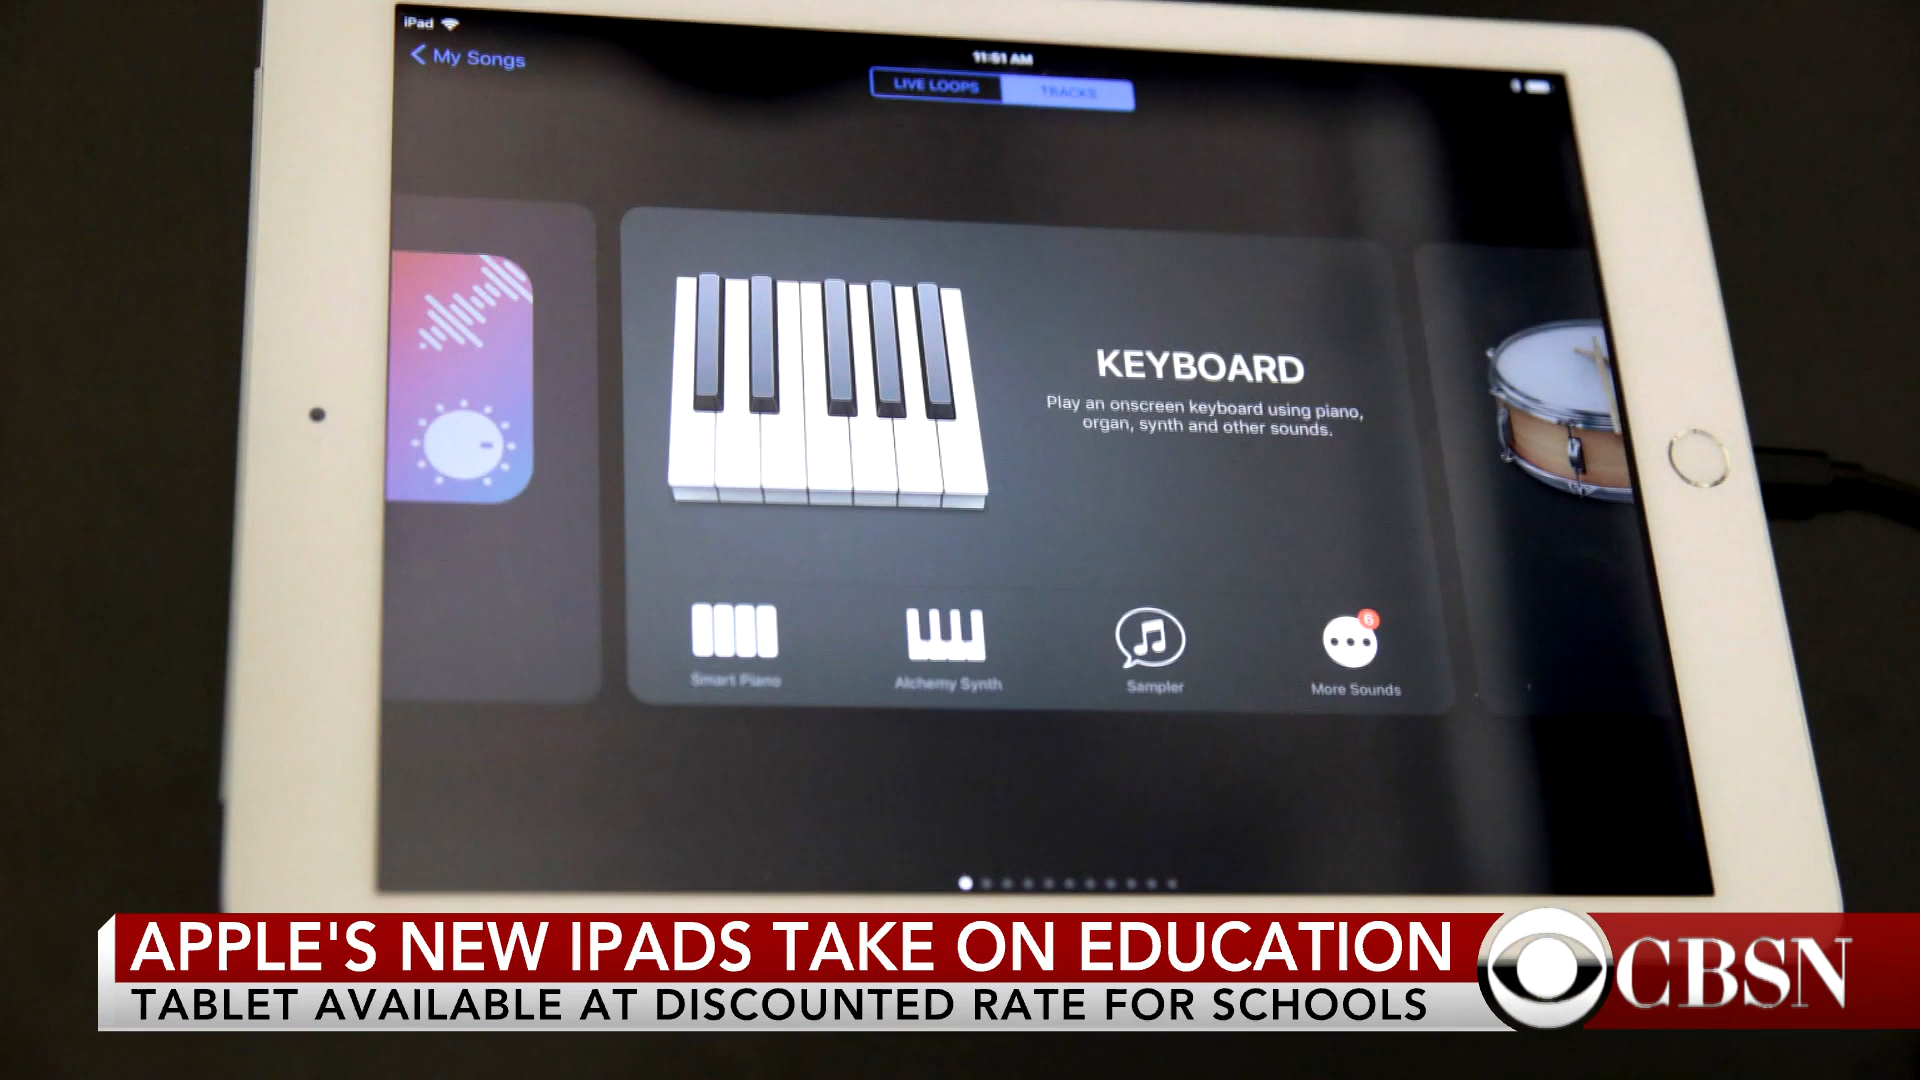 iPad
My Songs
11:51 AM
LIVE LOOPS
TRACKS
KEYBOARD
Play an onscreen keyboard using piano,
organ, synth and other sounds.
6
Smart Piano
Alchemy Synth
Sampler
More Sounds
APPLE'S NEW IPADS TAKE ON EDUCATION
TABLET AVAILABLE AT DISCOUNTED RATE FOR SCHOOLS
CBSN